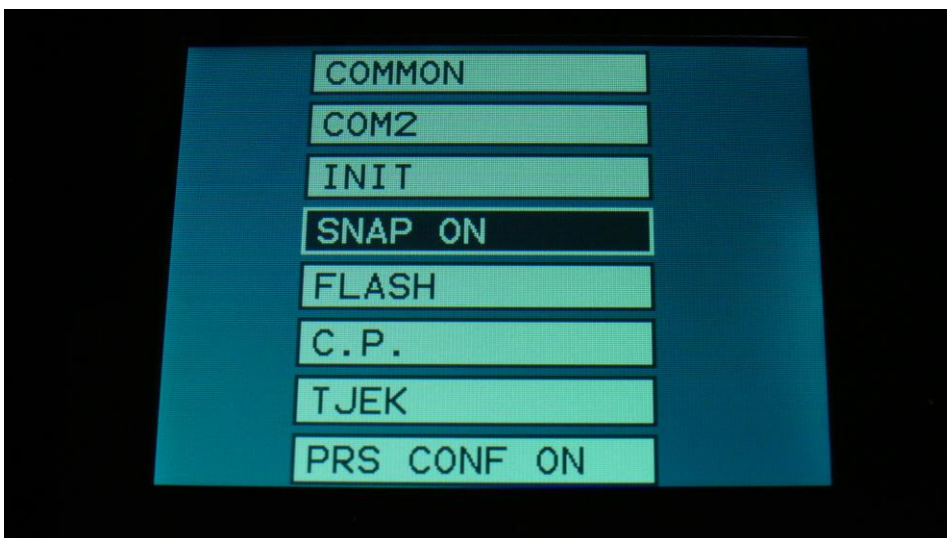 COMMON
COM2
INIT
SNAP ON
FLASH
C.P.
TJEK
PRS CONF ON